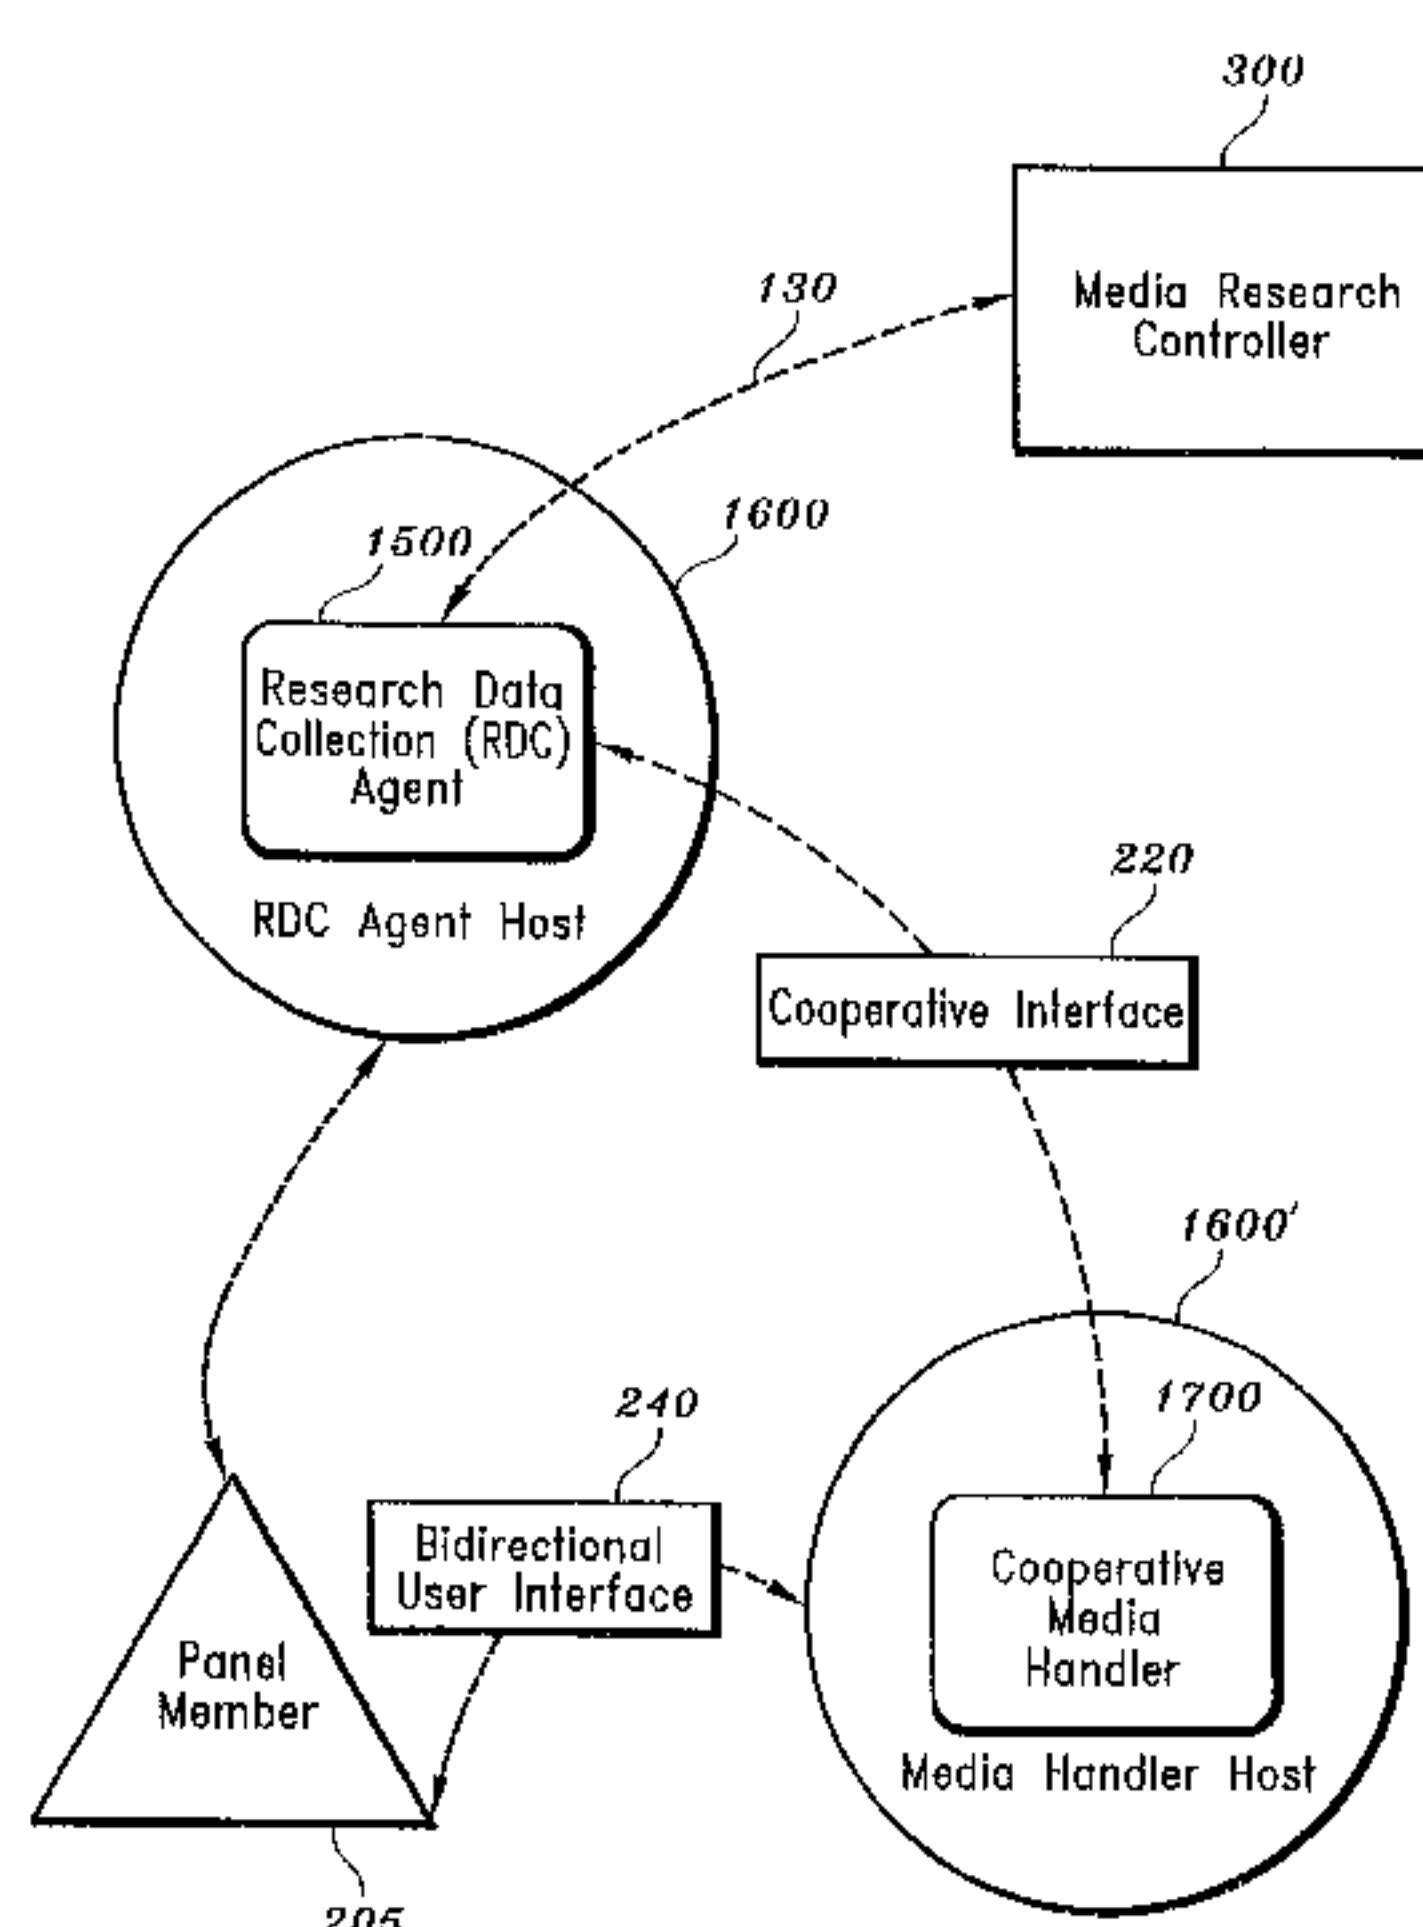 300
130
Media Research
Controller
1600
1500
Research Data
Collection (RDC)
Agent
RDC Agent Host
220
Cooperative Interface
1600'
1700
240
Bidirectional
User Interface
Cooperative
Media
Handler
Panel
Member
Media Handler Host
205